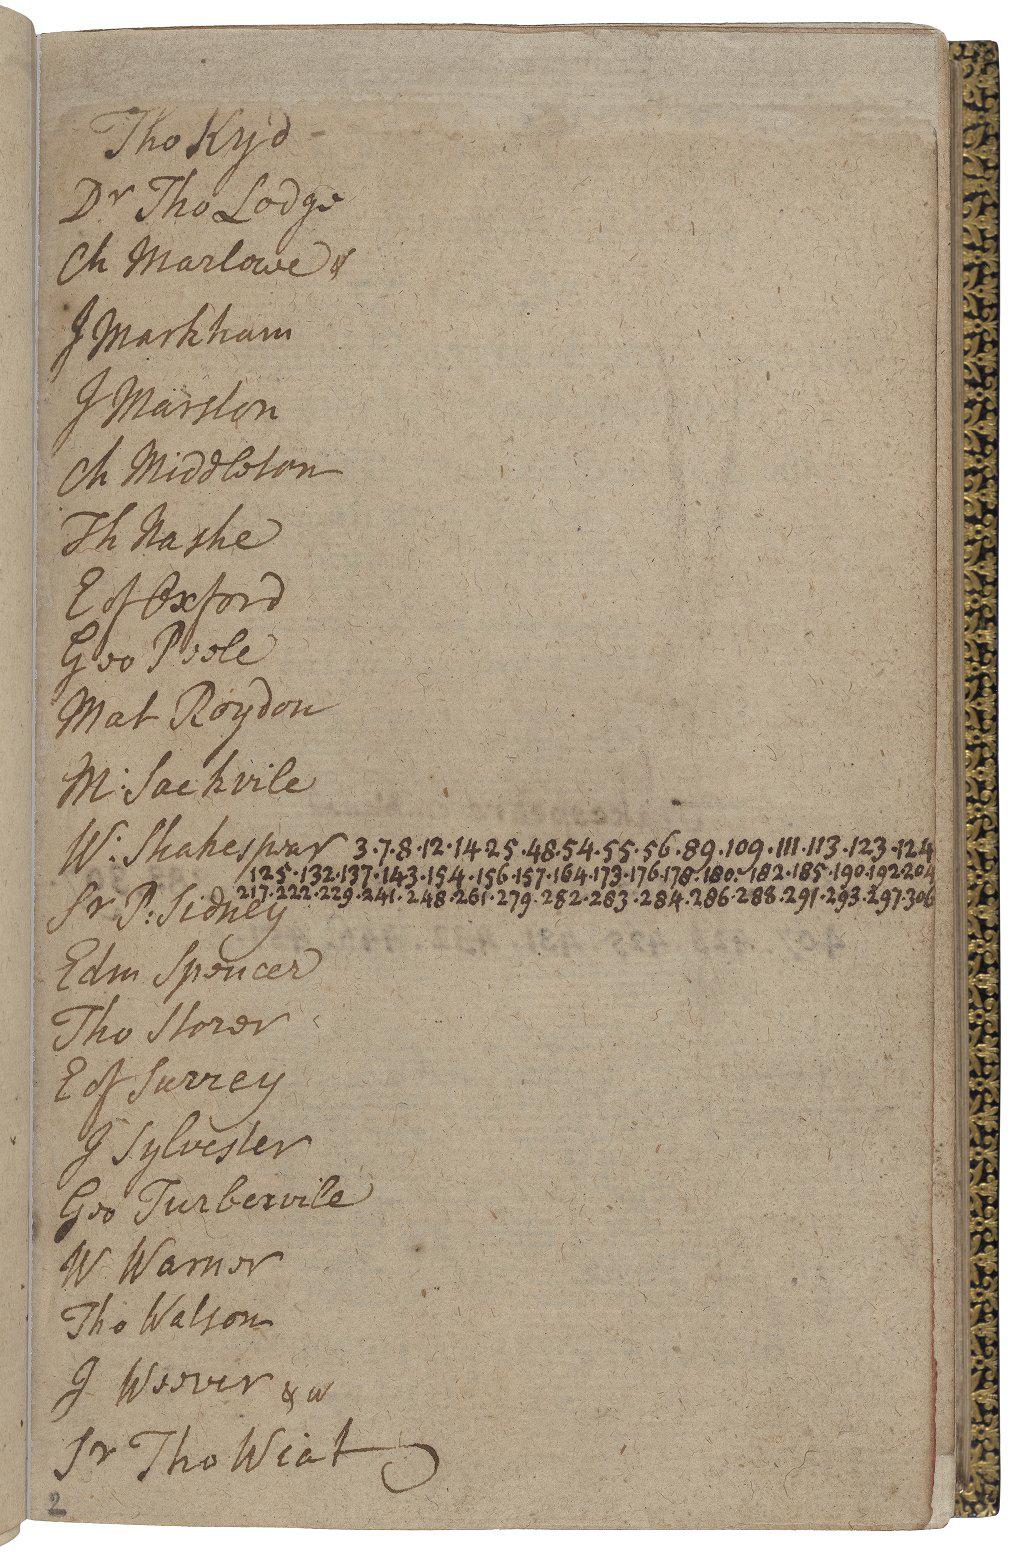 Tho Kyd
Dr Tho Lodge
Ch Marlowe
J Markham
J Marston
Ch Middleton
Th Nashe
E of Oxford
Geo Peele
Mat Roydon
M: Sackvile
W: Shakespear 3·7·8·12·14·25·48·54·55·56·89·109·111·113·123·124
125·132·137·143·154·156·157·164·173·176·178·180·182·185·190·192·204
217·222·229·241·248·261·279·282·283·284·286·288·291·293·297·306
Sr P: Sidney
Edm Spencer
Tho Storer
E of Surrey
J Sylvester
Geo Turbervile
W Warner
Tho Watson
J Weever & w
Sr Tho Wiat
2